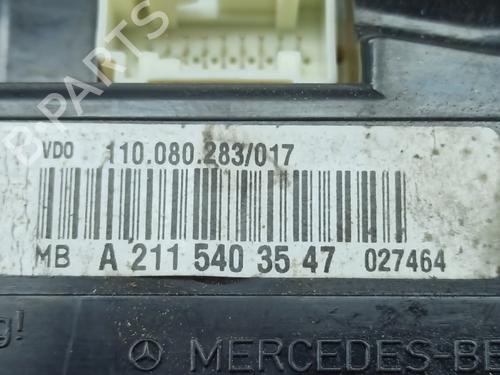 VDO 110.080.283/017
MB A 211 540 35 47 027464
g!
MERCEDES-BE
B-PARTS